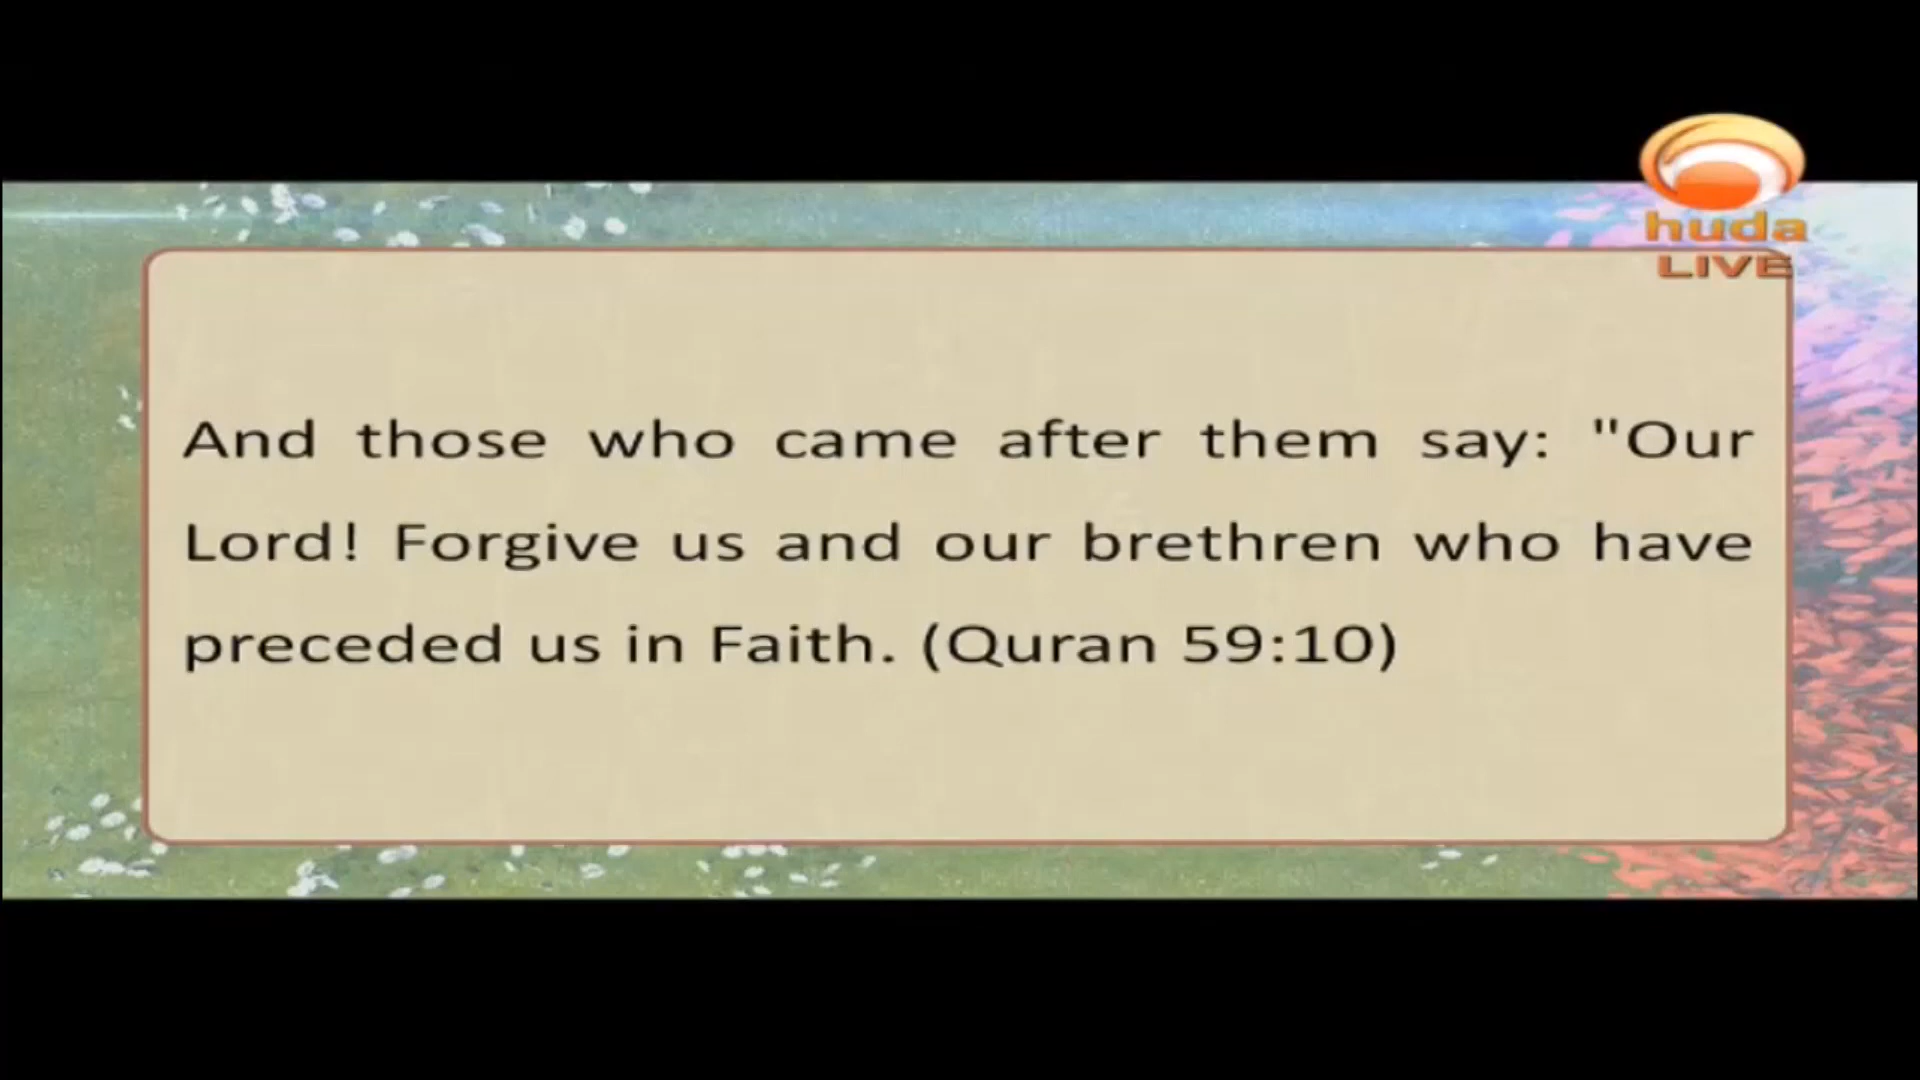 huda
LIVE
And those who came after them say: "Our
Lord! Forgive us and our brethren who have
preceded us in Faith. (Quran 59:10)